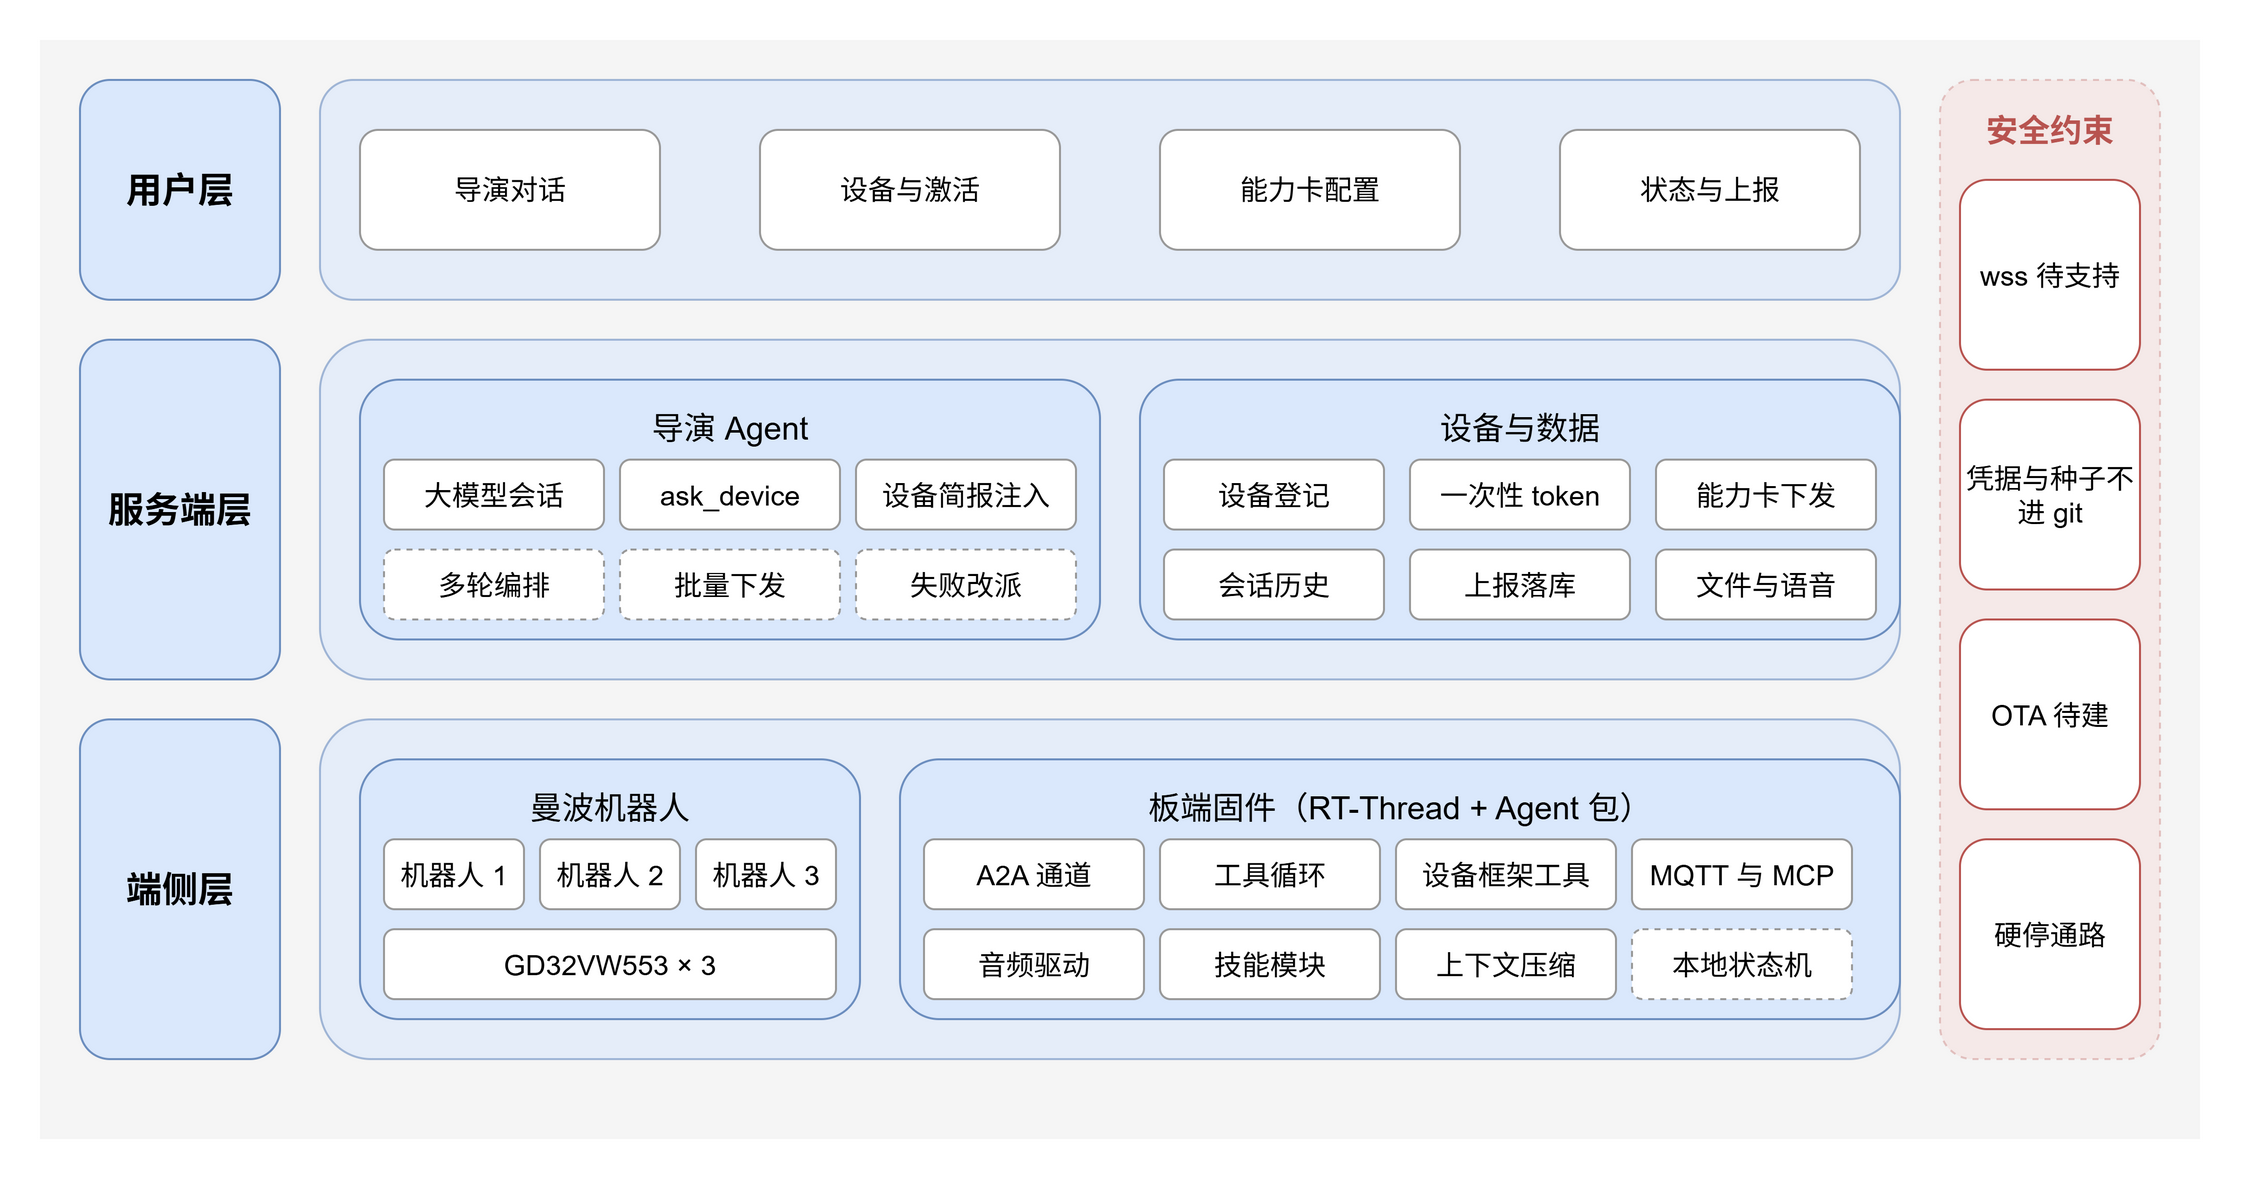 用户层
导演对话
设备与激活
能力卡配置
状态与上报
服务端层
导演 Agent
大模型会话
ask_device
设备简报注入
多轮编排
批量下发
失败改派
设备与数据
设备登记
一次性 token
能力卡下发
会话历史
上报落库
文件与语音
端侧层
曼波机器人
机器人 1
机器人 2
机器人 3
GD32VW553 × 3
板端固件（RT-Thread + Agent 包）
A2A 通道
工具循环
设备框架工具
MQTT 与 MCP
音频驱动
技能模块
上下文压缩
本地状态机
安全约束
wss 待支持
凭据与种子不
进 git
OTA 待建
硬停通路